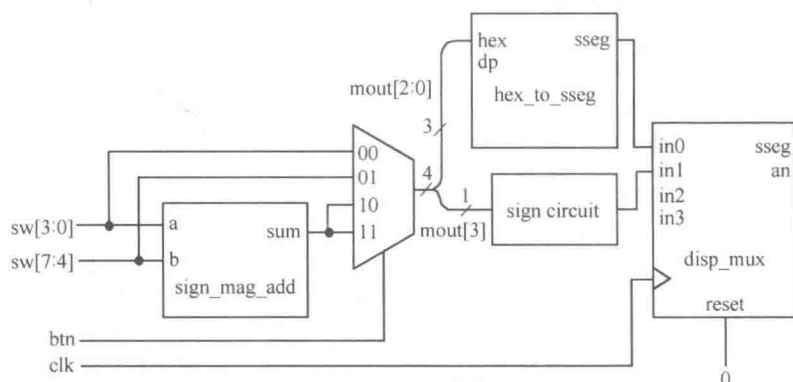 hex
sseg
dp
hex_to_sseg
mout[2:0]
3
00
01
10
11
4
1
mout[3]
sign circuit
sw[3:0]
sw[7:4]
a
b
sum
sign_mag_add
in0
in1
in2
in3
sseg
an
disp_mux
reset
btn
clk
0